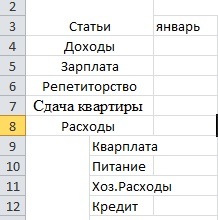 2
3 Статьи январь
4 Доходы
5 Зарплата
6 Репетиторство
7 Сдача квартиры
8 Расходы
9 Кварплата
10 Питание
11 Хоз.Расходы
12 Кредит